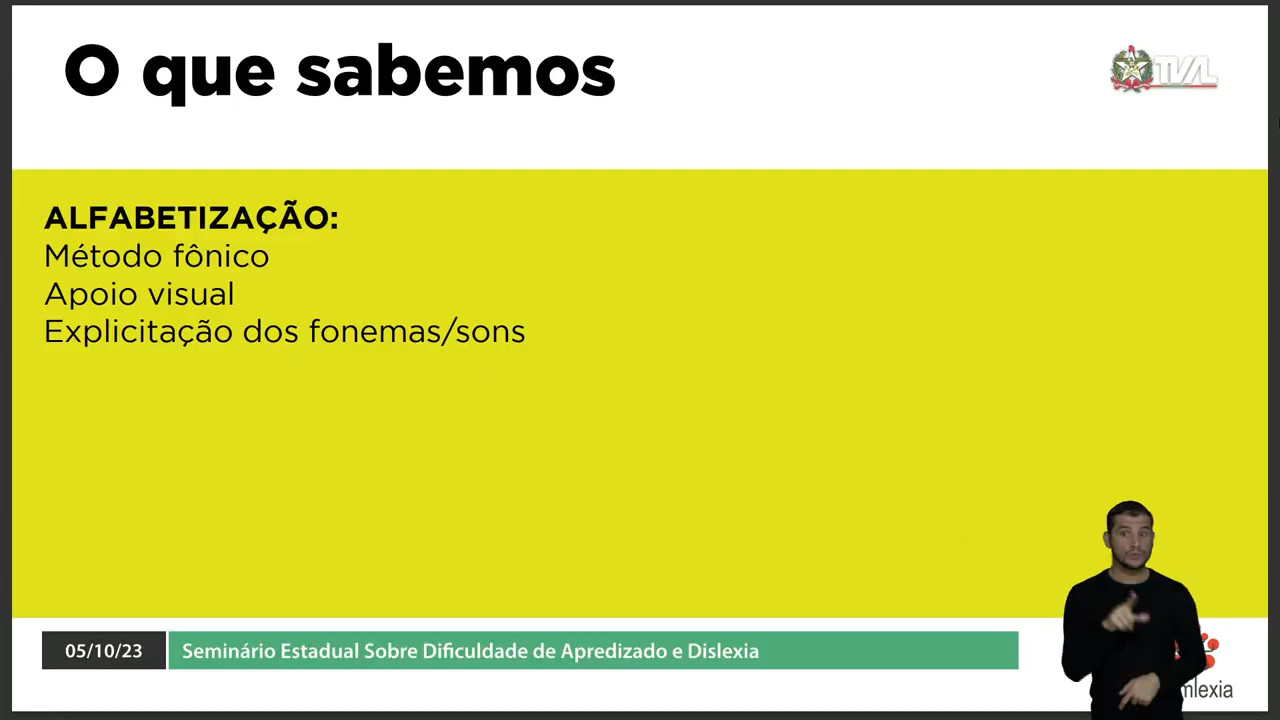 O que sabemos
TVAL
ALFABETIZAÇÃO:
Método fônico
Apoio visual
Explicitação dos fonemas/sons
05/10/23
Seminário Estadual Sobre Dificuldade de Apredizado e Dislexia
mlexia